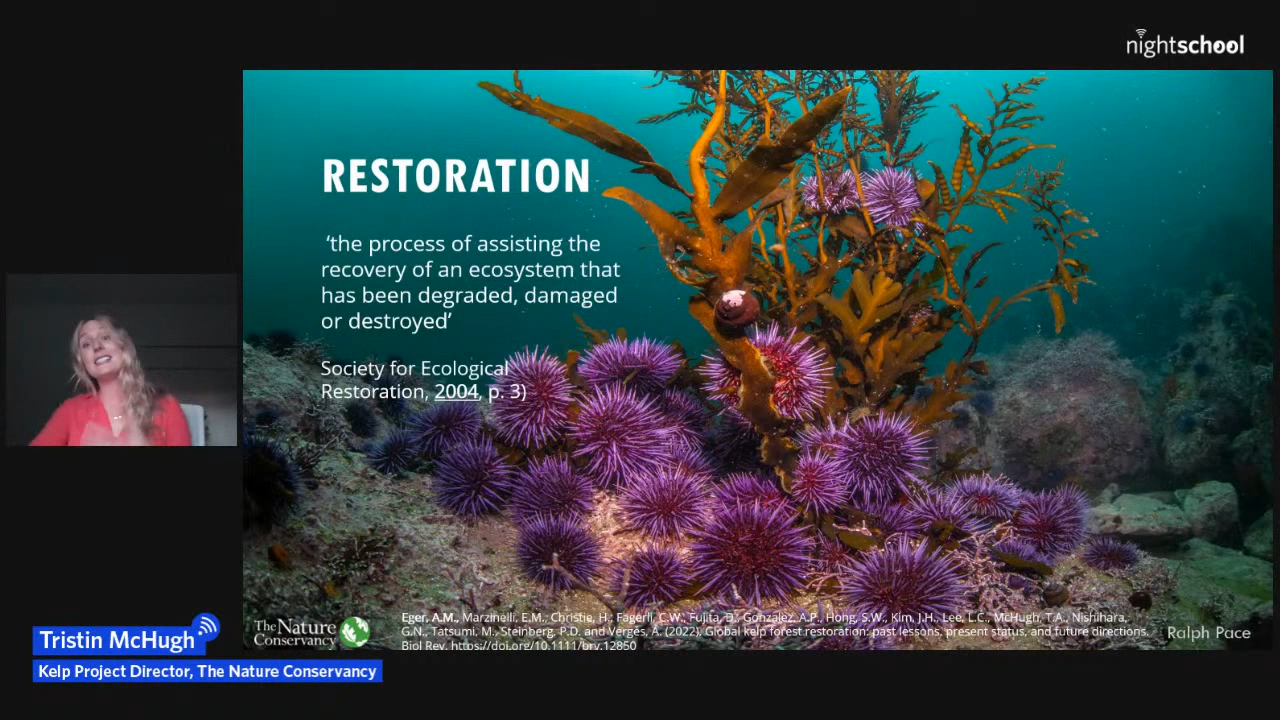 nightschool
RESTORATION
‘the process of assisting the
recovery of an ecosystem that
has been degraded, damaged
or destroyed’
Society for Ecological
Restoration, 2004, p. 3)
Eger, A.M., Marzinelli, E.M., Christie, H., Fagerli, C.W., Fujita, D., Gonzalez, A.P., Hong, S.W., Kim, J.H., Lee, L.C., McHugh, T.A., Nishihara,
G.N., Tatsumi, M., Steinberg, P.D. and Vergés, A. (2022), Global kelp forest restoration: past lessons, present status, and future directions.
Biol Rev. https://doi.org/10.1111/brv.12850
The Nature
Conservancy
Ralph Pace
Tristin McHugh
Kelp Project Director, The Nature Conservancy